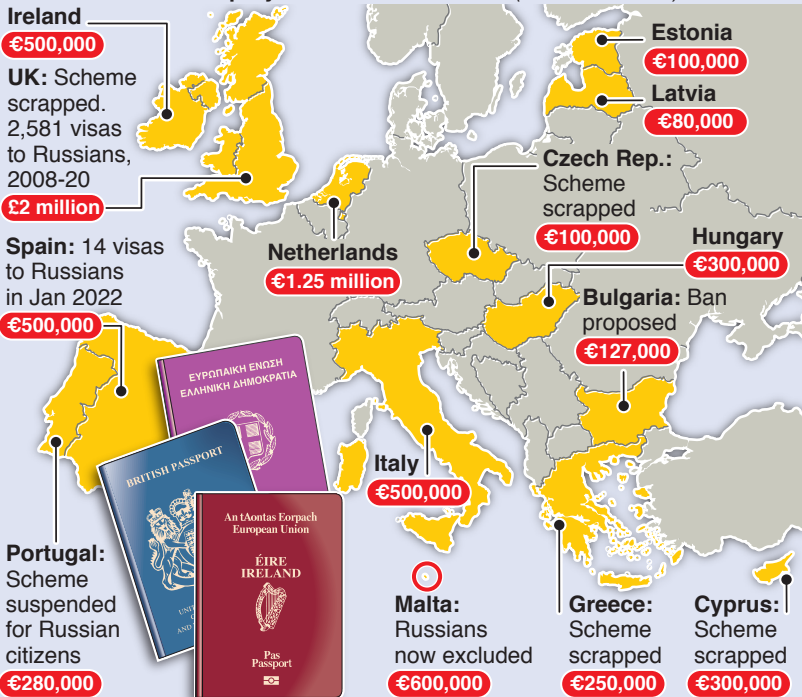 Ireland
€500,000
UK: Scheme
scrapped.
2,581 visas
to Russians,
2008-20
£2 million
Spain: 14 visas
to Russians
in Jan 2022
€500,000
Portugal:
Scheme
suspended
for Russian
citizens
€280,000
Netherlands
€1.25 million
Estonia
€100,000
Latvia
€80,000
Czech Rep.:
Scheme
scrapped
€100,000
Hungary
€300,000
Bulgaria: Ban
proposed
€127,000
Italy
€500,000
Malta:
Russians
now excluded
€600,000
Greece:
Scheme
scrapped
€250,000
Cyprus:
Scheme
scrapped
€300,000
ΕΥΡΩΠΑΙΚΗ ΕΝΩΣΗ
ΕΛΛΗΝΙΚΗ ΔΗΜΟΚΡΑΤΙΑ
BRITISH PASSPORT
An tAontas Eorpach
European Union
ÉIRE
IRELAND
Pas
Passport